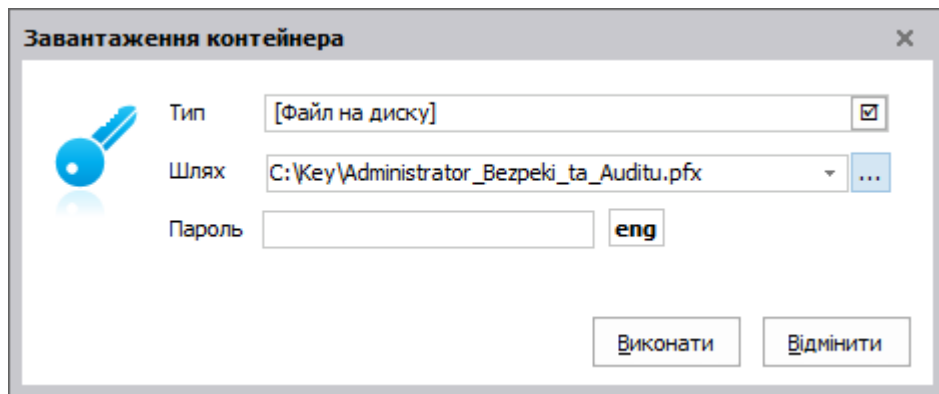 Завантаження контейнера
Тип [Файл на диску]
Шлях C:\Key\Administrator_Bezpeki_ta_Auditu.pfx ...
Пароль eng
Виконати Відмінити